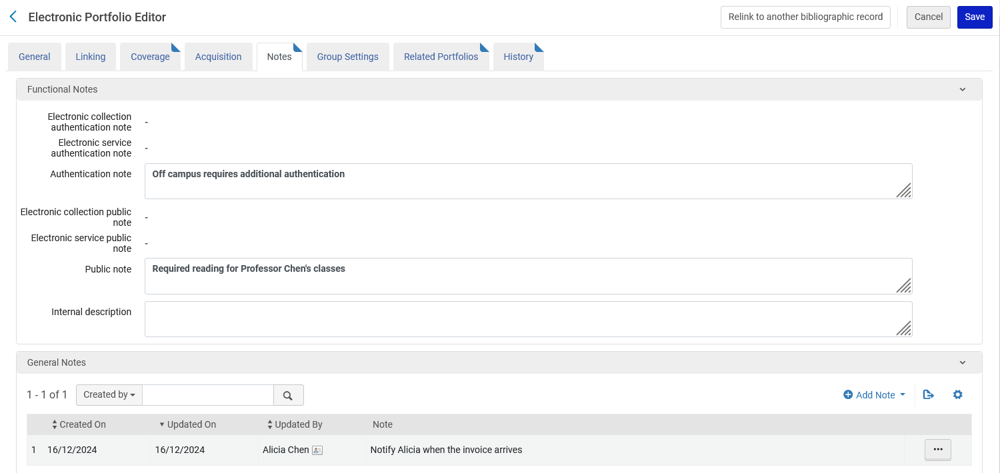 Electronic Portfolio Editor
Relink to another bibliographic record
Cancel
Save
General
Linking
Coverage
Acquisition
Notes
Group Settings
Related Portfolios
History
Functional Notes
Electronic collection
authentication note
-
Electronic service
authentication note
-
Authentication note
Off campus requires additional authentication
Electronic collection public
note
-
Electronic service public
note
-
Public note
Required reading for Professor Chen's classes
Internal description
General Notes
1 - 1 of 1
Created by
Add Note
Created On
Updated On
Updated By
Note
1
16/12/2024
16/12/2024
Alicia Chen
Notify Alicia when the invoice arrives